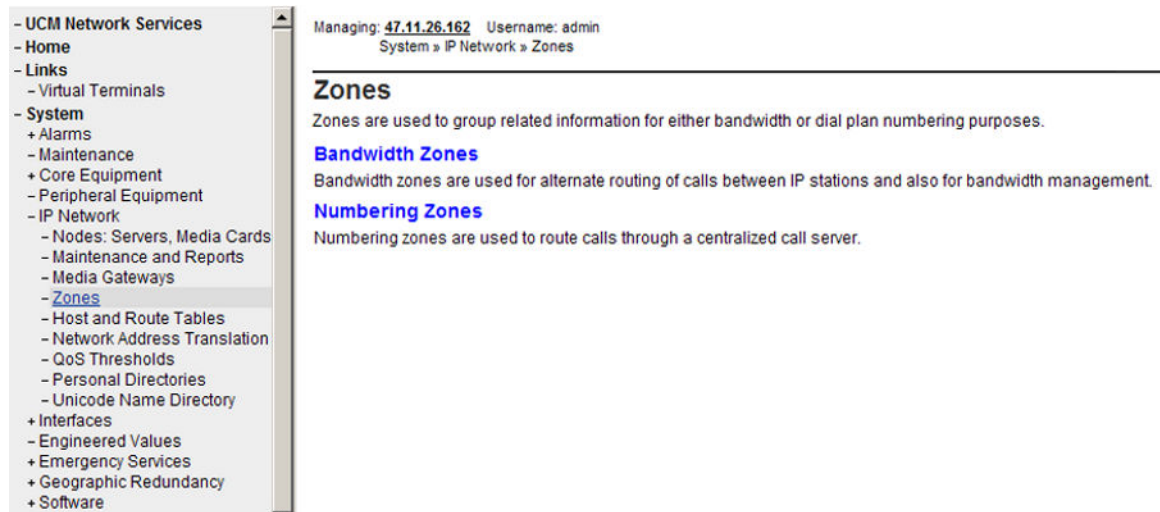 - UCM Network Services
- Home
- Links
- Virtual Terminals
- System
+ Alarms
- Maintenance
+ Core Equipment
- Peripheral Equipment
- IP Network
- Nodes: Servers, Media Cards
- Maintenance and Reports
- Media Gateways
- Zones
- Host and Route Tables
- Network Address Translation
- QoS Thresholds
- Personal Directories
- Unicode Name Directory
+ Interfaces
- Engineered Values
+ Emergency Services
+ Geographic Redundancy
+ Software
Managing: 47.11.26.162 Username: admin
System » IP Network » Zones
Zones
Zones are used to group related information for either bandwidth or dial plan numbering purposes.
Bandwidth Zones
Bandwidth zones are used for alternate routing of calls between IP stations and also for bandwidth management.
Numbering Zones
Numbering zones are used to route calls through a centralized call server.